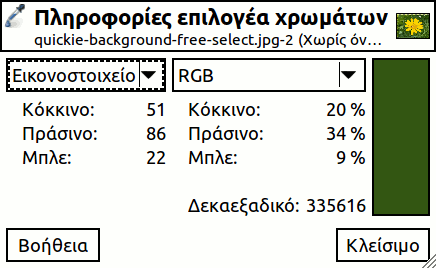 Πληροφορίες επιλογέα χρωμάτων
quickie-background-free-select.jpg-2 (Χωρίς όν…
Εικονοστοιχείο RGB
Κόκκινο: 51 Κόκκινο: 20 %
Πράσινο: 86 Πράσινο: 34 %
Μπλε: 22 Μπλε: 9 %
Δεκαεξαδικό: 335616
Βοήθεια Κλείσιμο